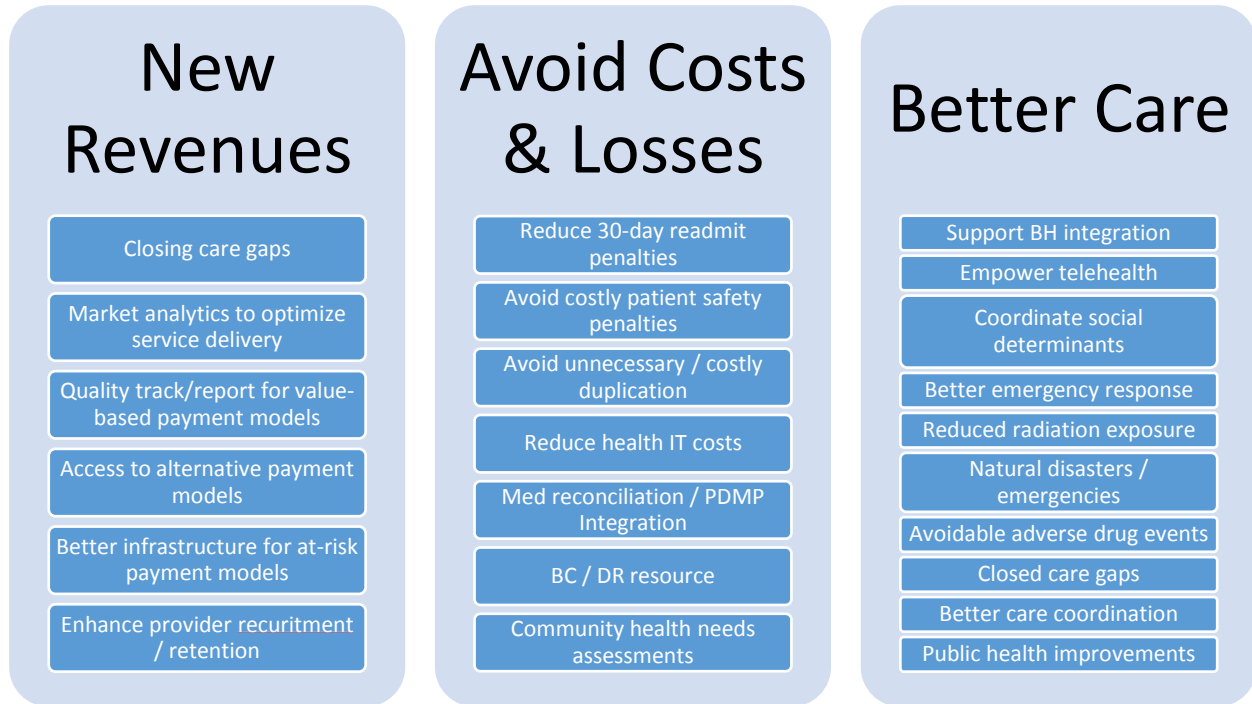 New
Revenues
Closing care gaps
Market analytics to optimize
service delivery
Quality track/report for value-
based payment models
Access to alternative payment
models
Better infrastructure for at-risk
payment models
Enhance provider recuritment
/ retention
Avoid Costs
& Losses
Reduce 30-day readmit
penalties
Avoid costly patient safety
penalties
Avoid unnecessary / costly
duplication
Reduce health IT costs
Med reconciliation / PDMP
Integration
BC / DR resource
Community health needs
assessments
Better Care
Support BH integration
Empower telehealth
Coordinate social
determinants
Better emergency response
Reduced radiation exposure
Natural disasters /
emergencies
Avoidable adverse drug events
Closed care gaps
Better care coordination
Public health improvements